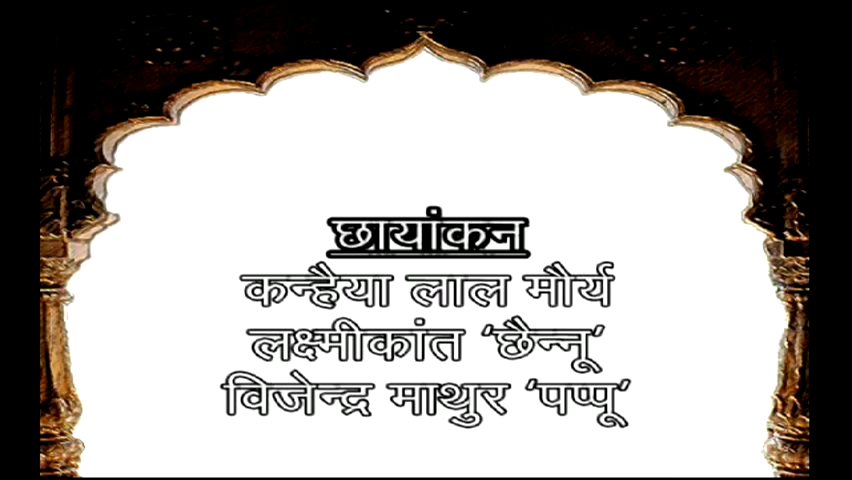 छायांकन
कन्हैया लाल मौर्य
लक्ष्मीकांत ‘छैन्नू’
विजेन्द्र माथुर ‘पप्पू’